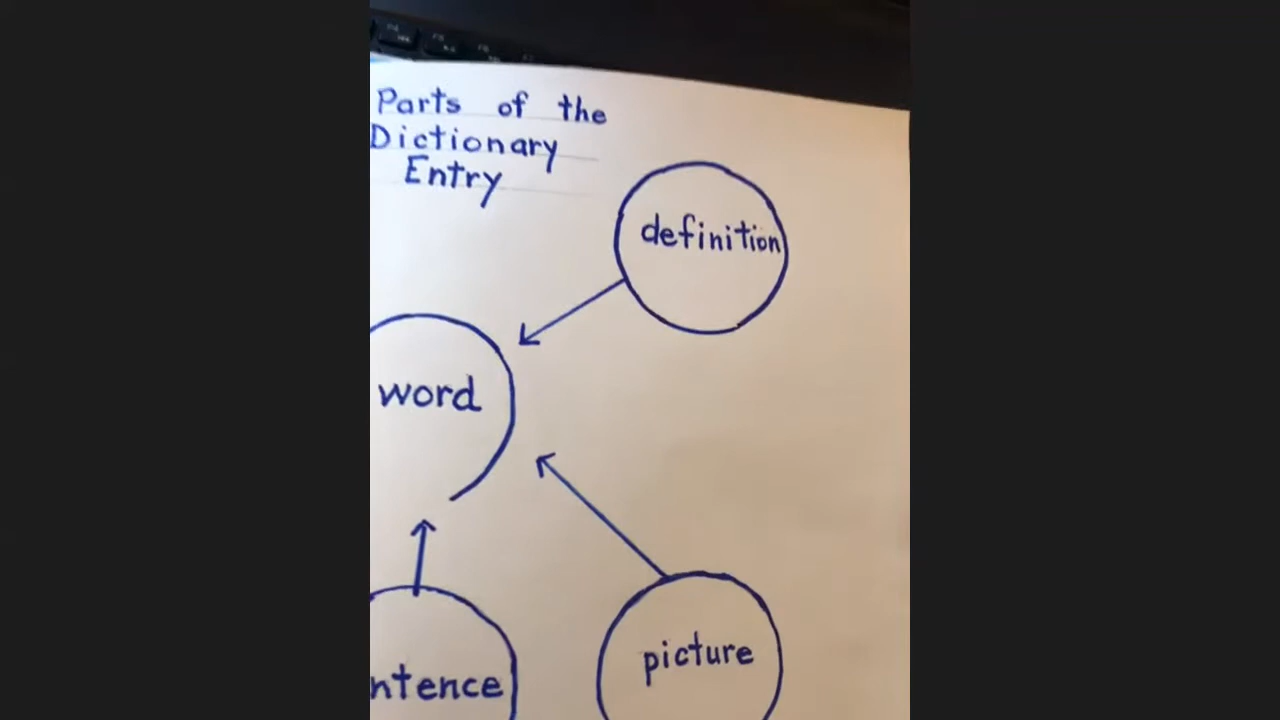 Parts of the
Dictionary
Entry
definition
word
ntence
picture